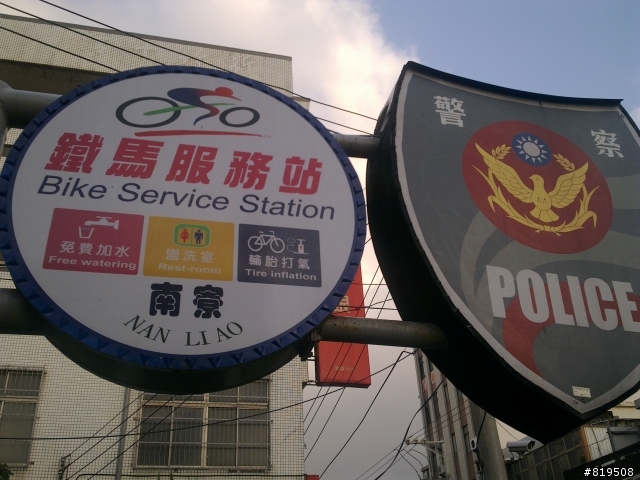 鐵馬服務站
Bike Service Station
免費加水
Free watering
盥洗室
Rest-room
輪胎打氣
Tire inflation
南寮
NAN LIAO
警察
POLICE
#819508